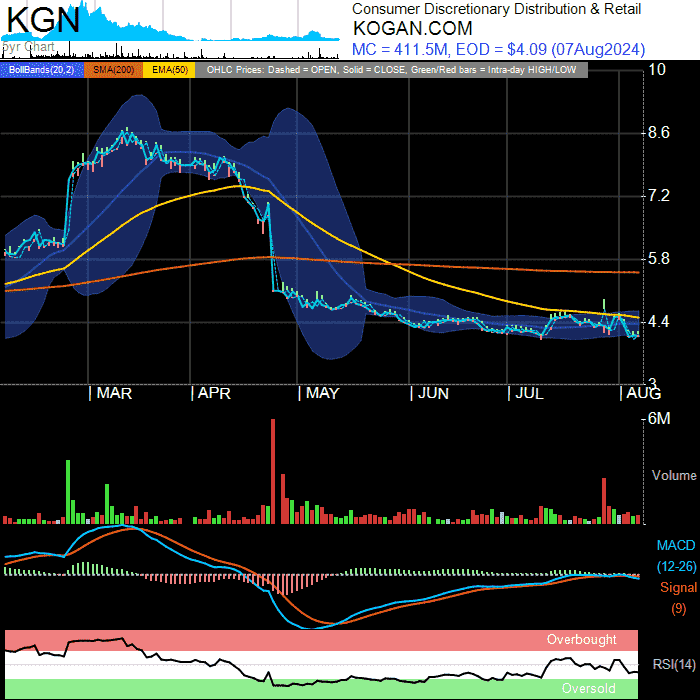 KGN
Consumer Discretionary Distribution & Retail
KOGAN.COM
MC = 411.5M, EOD = $4.09 (07Aug2024)
5yr Chart
BollBands(20,2) SMA(200) EMA(50) OHLC Prices: Dashed = OPEN, Solid = CLOSE, Green/Red bars = Intra-day HIGH/LOW
10
8.6
7.2
5.8
4.4
3
MAR APR MAY JUN JUL AUG
6M
Volume
MACD
(12-26)
Signal
(9)
Overbought
RSI(14)
Oversold